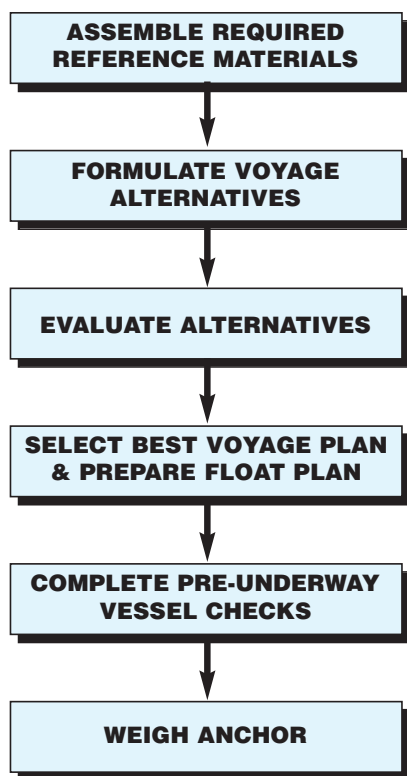 ASSEMBLE REQUIRED
REFERENCE MATERIALS
FORMULATE VOYAGE
ALTERNATIVES
EVALUATE ALTERNATIVES
SELECT BEST VOYAGE PLAN
& PREPARE FLOAT PLAN
COMPLETE PRE-UNDERWAY
VESSEL CHECKS
WEIGH ANCHOR